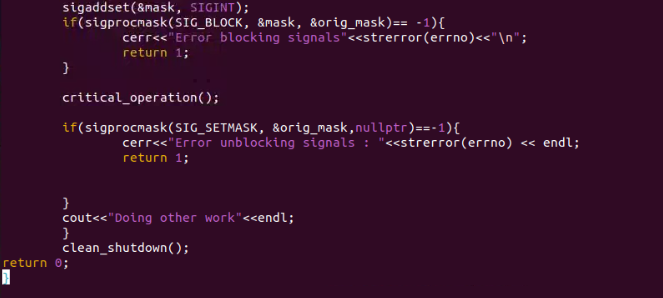 sigaddset(&mask, SIGINT);
if(sigprocmask(SIG_BLOCK, &mask, &orig_mask)== -1){
cerr<<"Error blocking signals"<<strerror(errno)<<"\n";
return 1;
}
critical_operation();
if(sigprocmask(SIG_SETMASK, &orig_mask,nullptr)==-1){
cerr<<"Error unblocking signals : "<<strerror(errno) << endl;
return 1;
}
cout<<"Doing other work"<<endl;
}
clean_shutdown();
return 0;
}